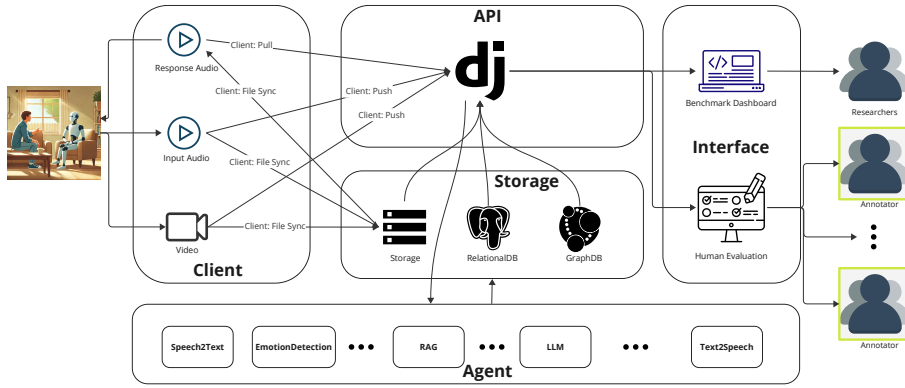 API
Client: Pull
Response Audio
Client: File Sync
Client: Push
Client: Push
Input Audio
Client: File Sync
Client: File Sync
Video
Client
dj
Storage
Storage
RelationalDB
GraphDB
Benchmark Dashboard
Interface
Human Evaluation
Researchers
Annotator
Annotator
Speech2Text
EmotionDetection
RAG
LLM
Text2Speech
Agent